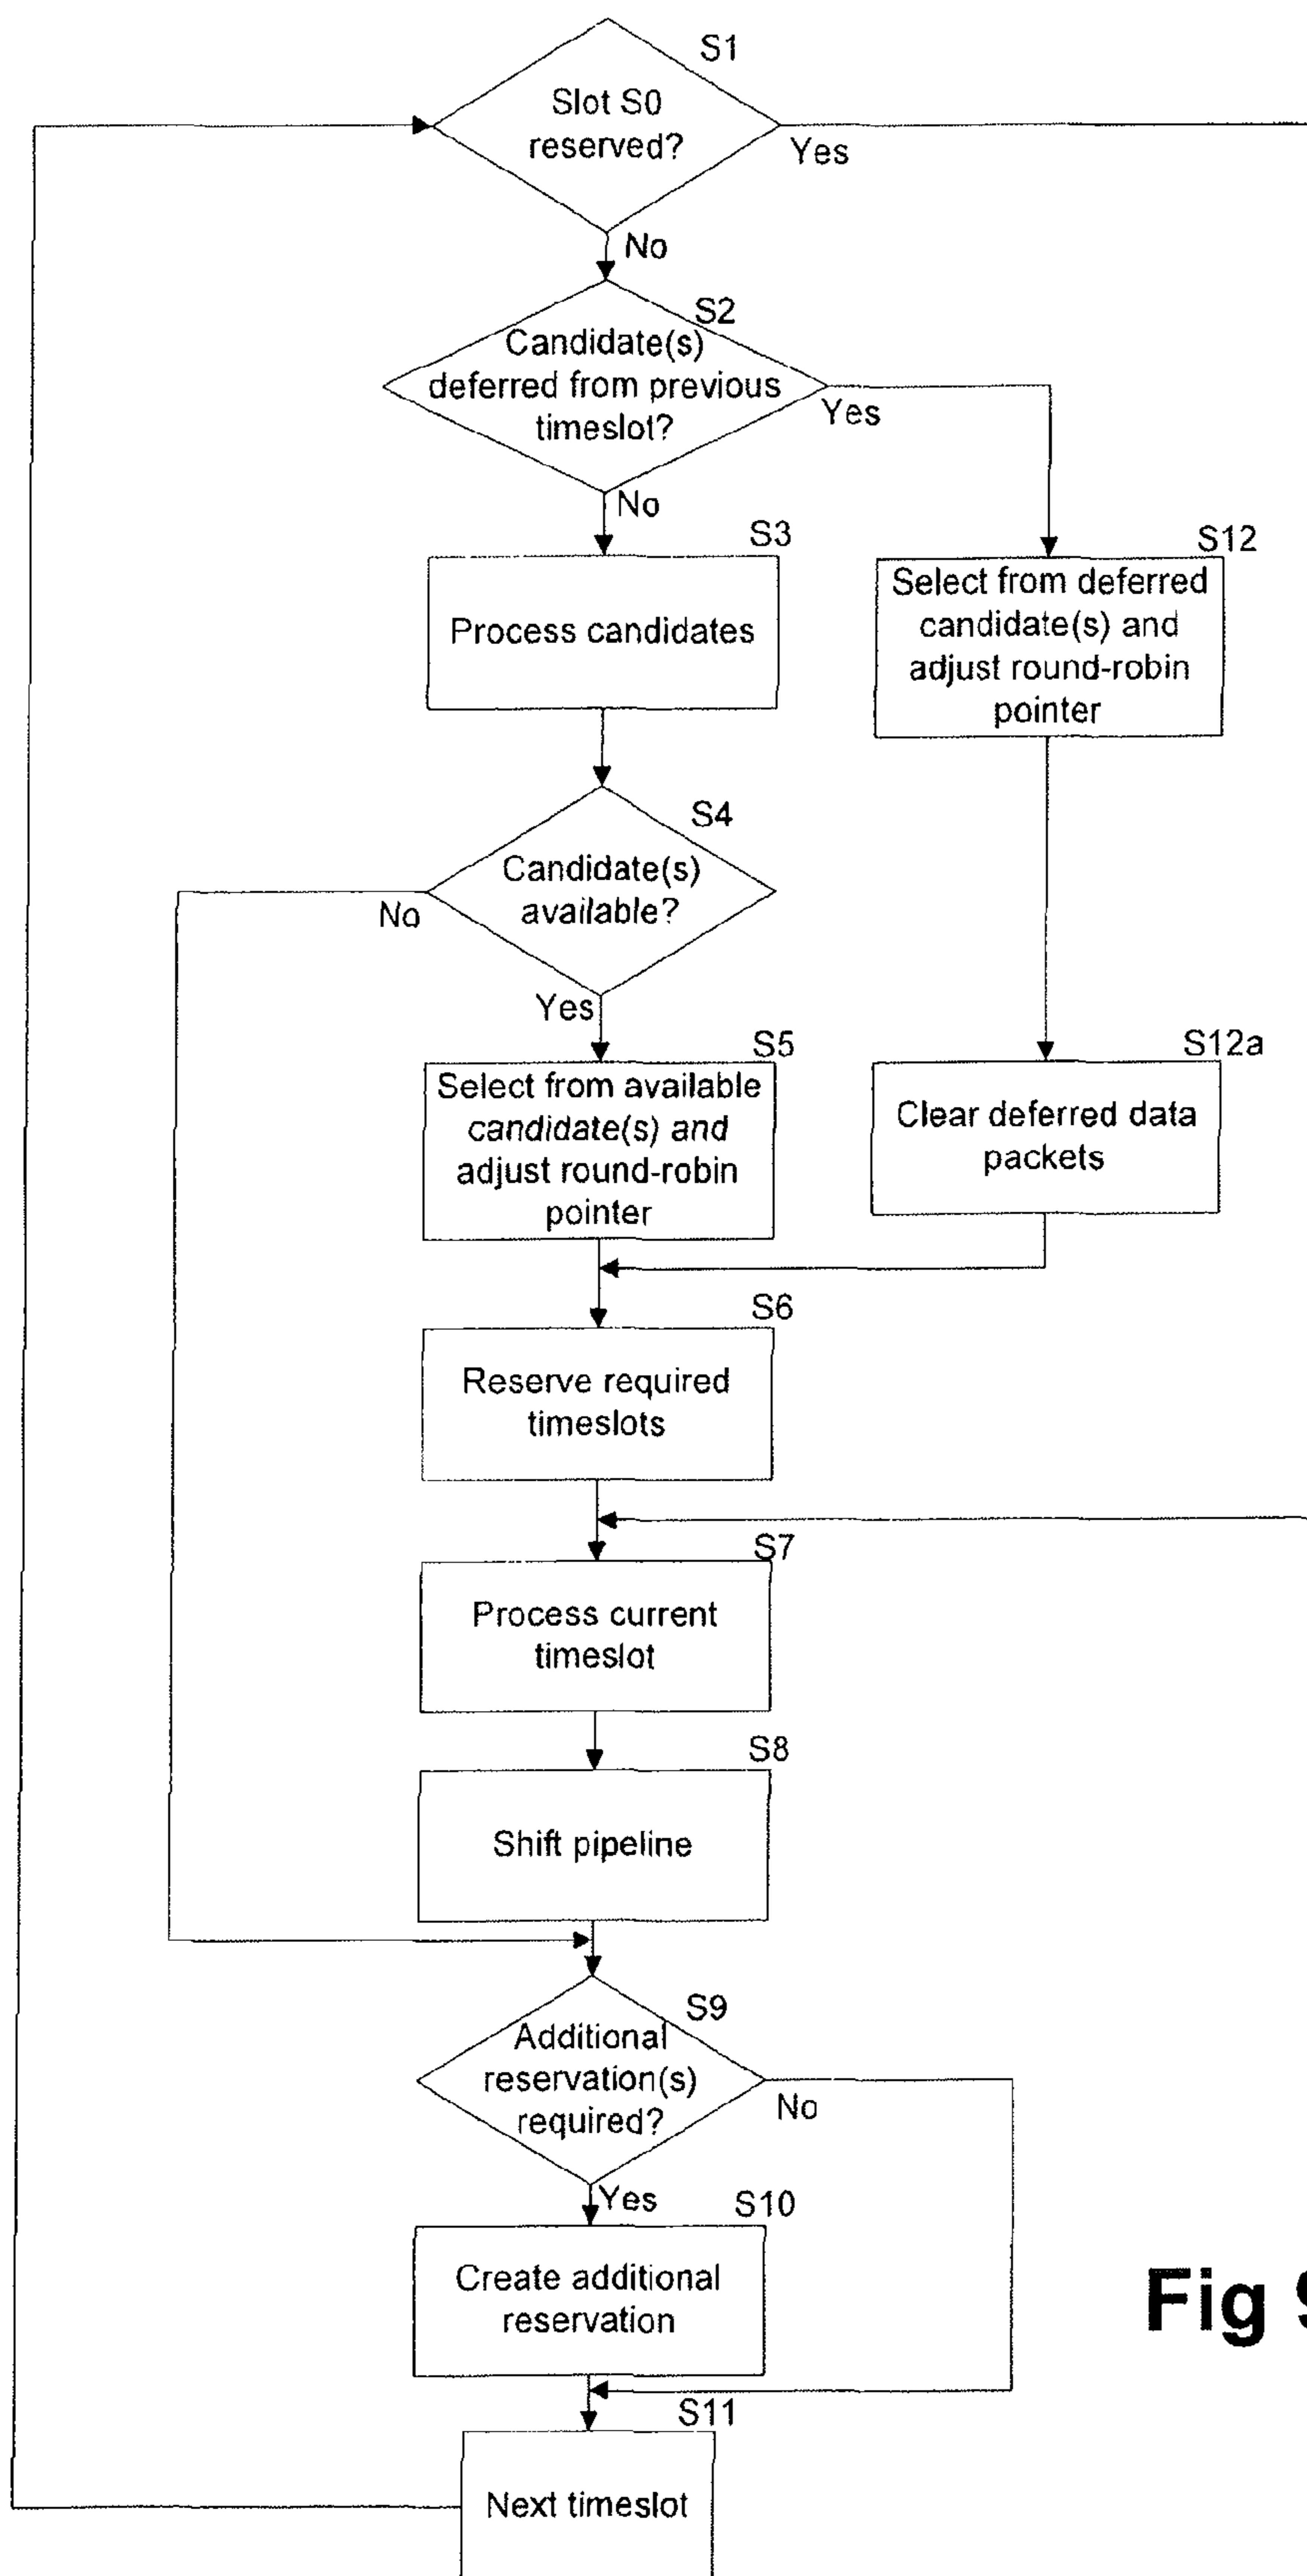 S1
Slot S0
reserved?
Yes
No
S2
Candidate(s)
deferred from previous
timeslot?
Yes
No
S3
Process candidates
S12
Select from deferred
candidate(s) and
adjust round-robin
pointer
S4
Candidate(s)
available?
No
Yes
S5
Select from available
candidate(s) and
adjust round-robin
pointer
S12a
Clear deferred data
packets
S6
Reserve required
timeslots
S7
Process current
timeslot
S8
Shift pipeline
S9
Additional
reservation(s)
required?
No
Yes
S10
Create additional
reservation
S11
Next timeslot
Fig